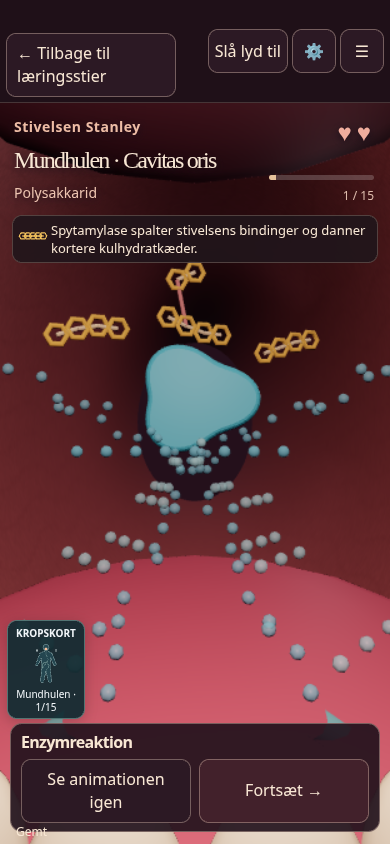 ← Tilbage til
læringsstier
Slå lyd til
Stivelsen Stanley
Mundhulen · Cavitas oris
Polysakkarid
1 / 15
Spytamylase spalter stivelsens bindinger og danner
kortere kulhydratkæder.
KROPSKORT
Mundhulen ·
1/15
Enzymreaktion
Se animationen
igen
Fortsæt →
Gemt